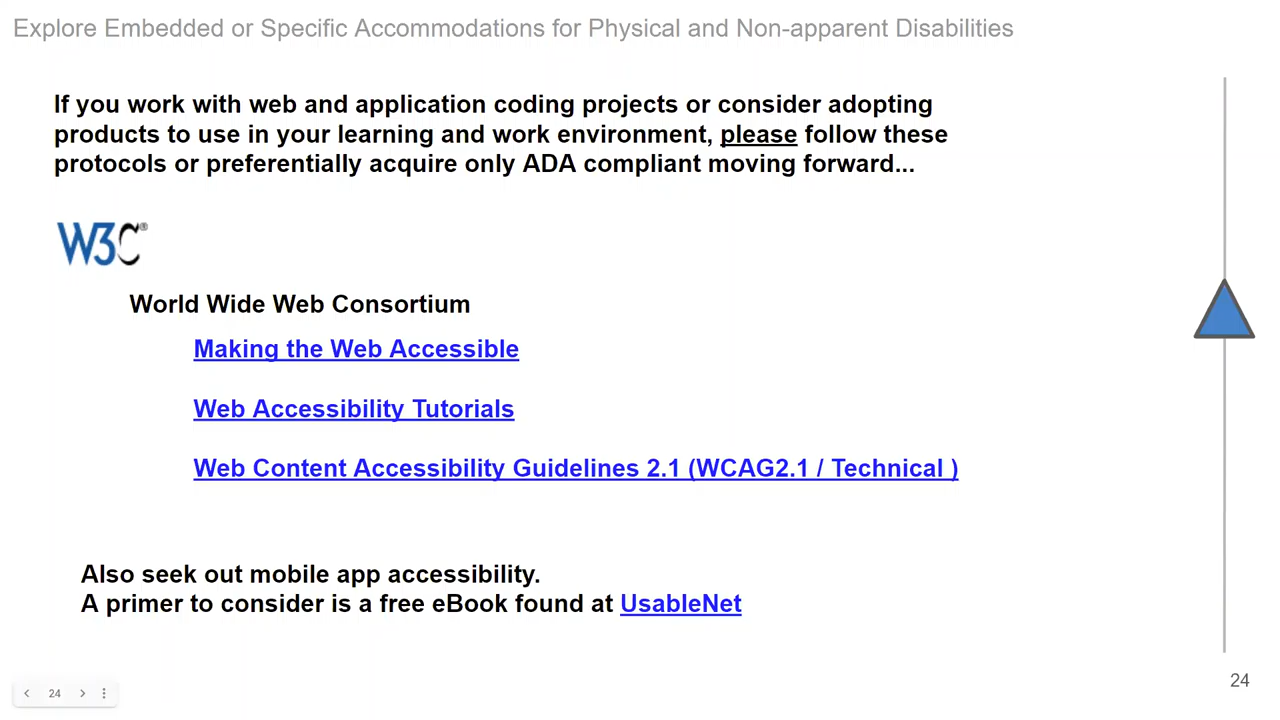 Explore Embedded or Specific Accommodations for Physical and Non-apparent Disabilities
If you work with web and application coding projects or consider adopting
products to use in your learning and work environment, please follow these
protocols or preferentially acquire only ADA compliant moving forward...
W3C®
World Wide Web Consortium
Making the Web Accessible
Web Accessibility Tutorials
Web Content Accessibility Guidelines 2.1 (WCAG2.1 / Technical )
Also seek out mobile app accessibility.
A primer to consider is a free eBook found at UsableNet
24
24